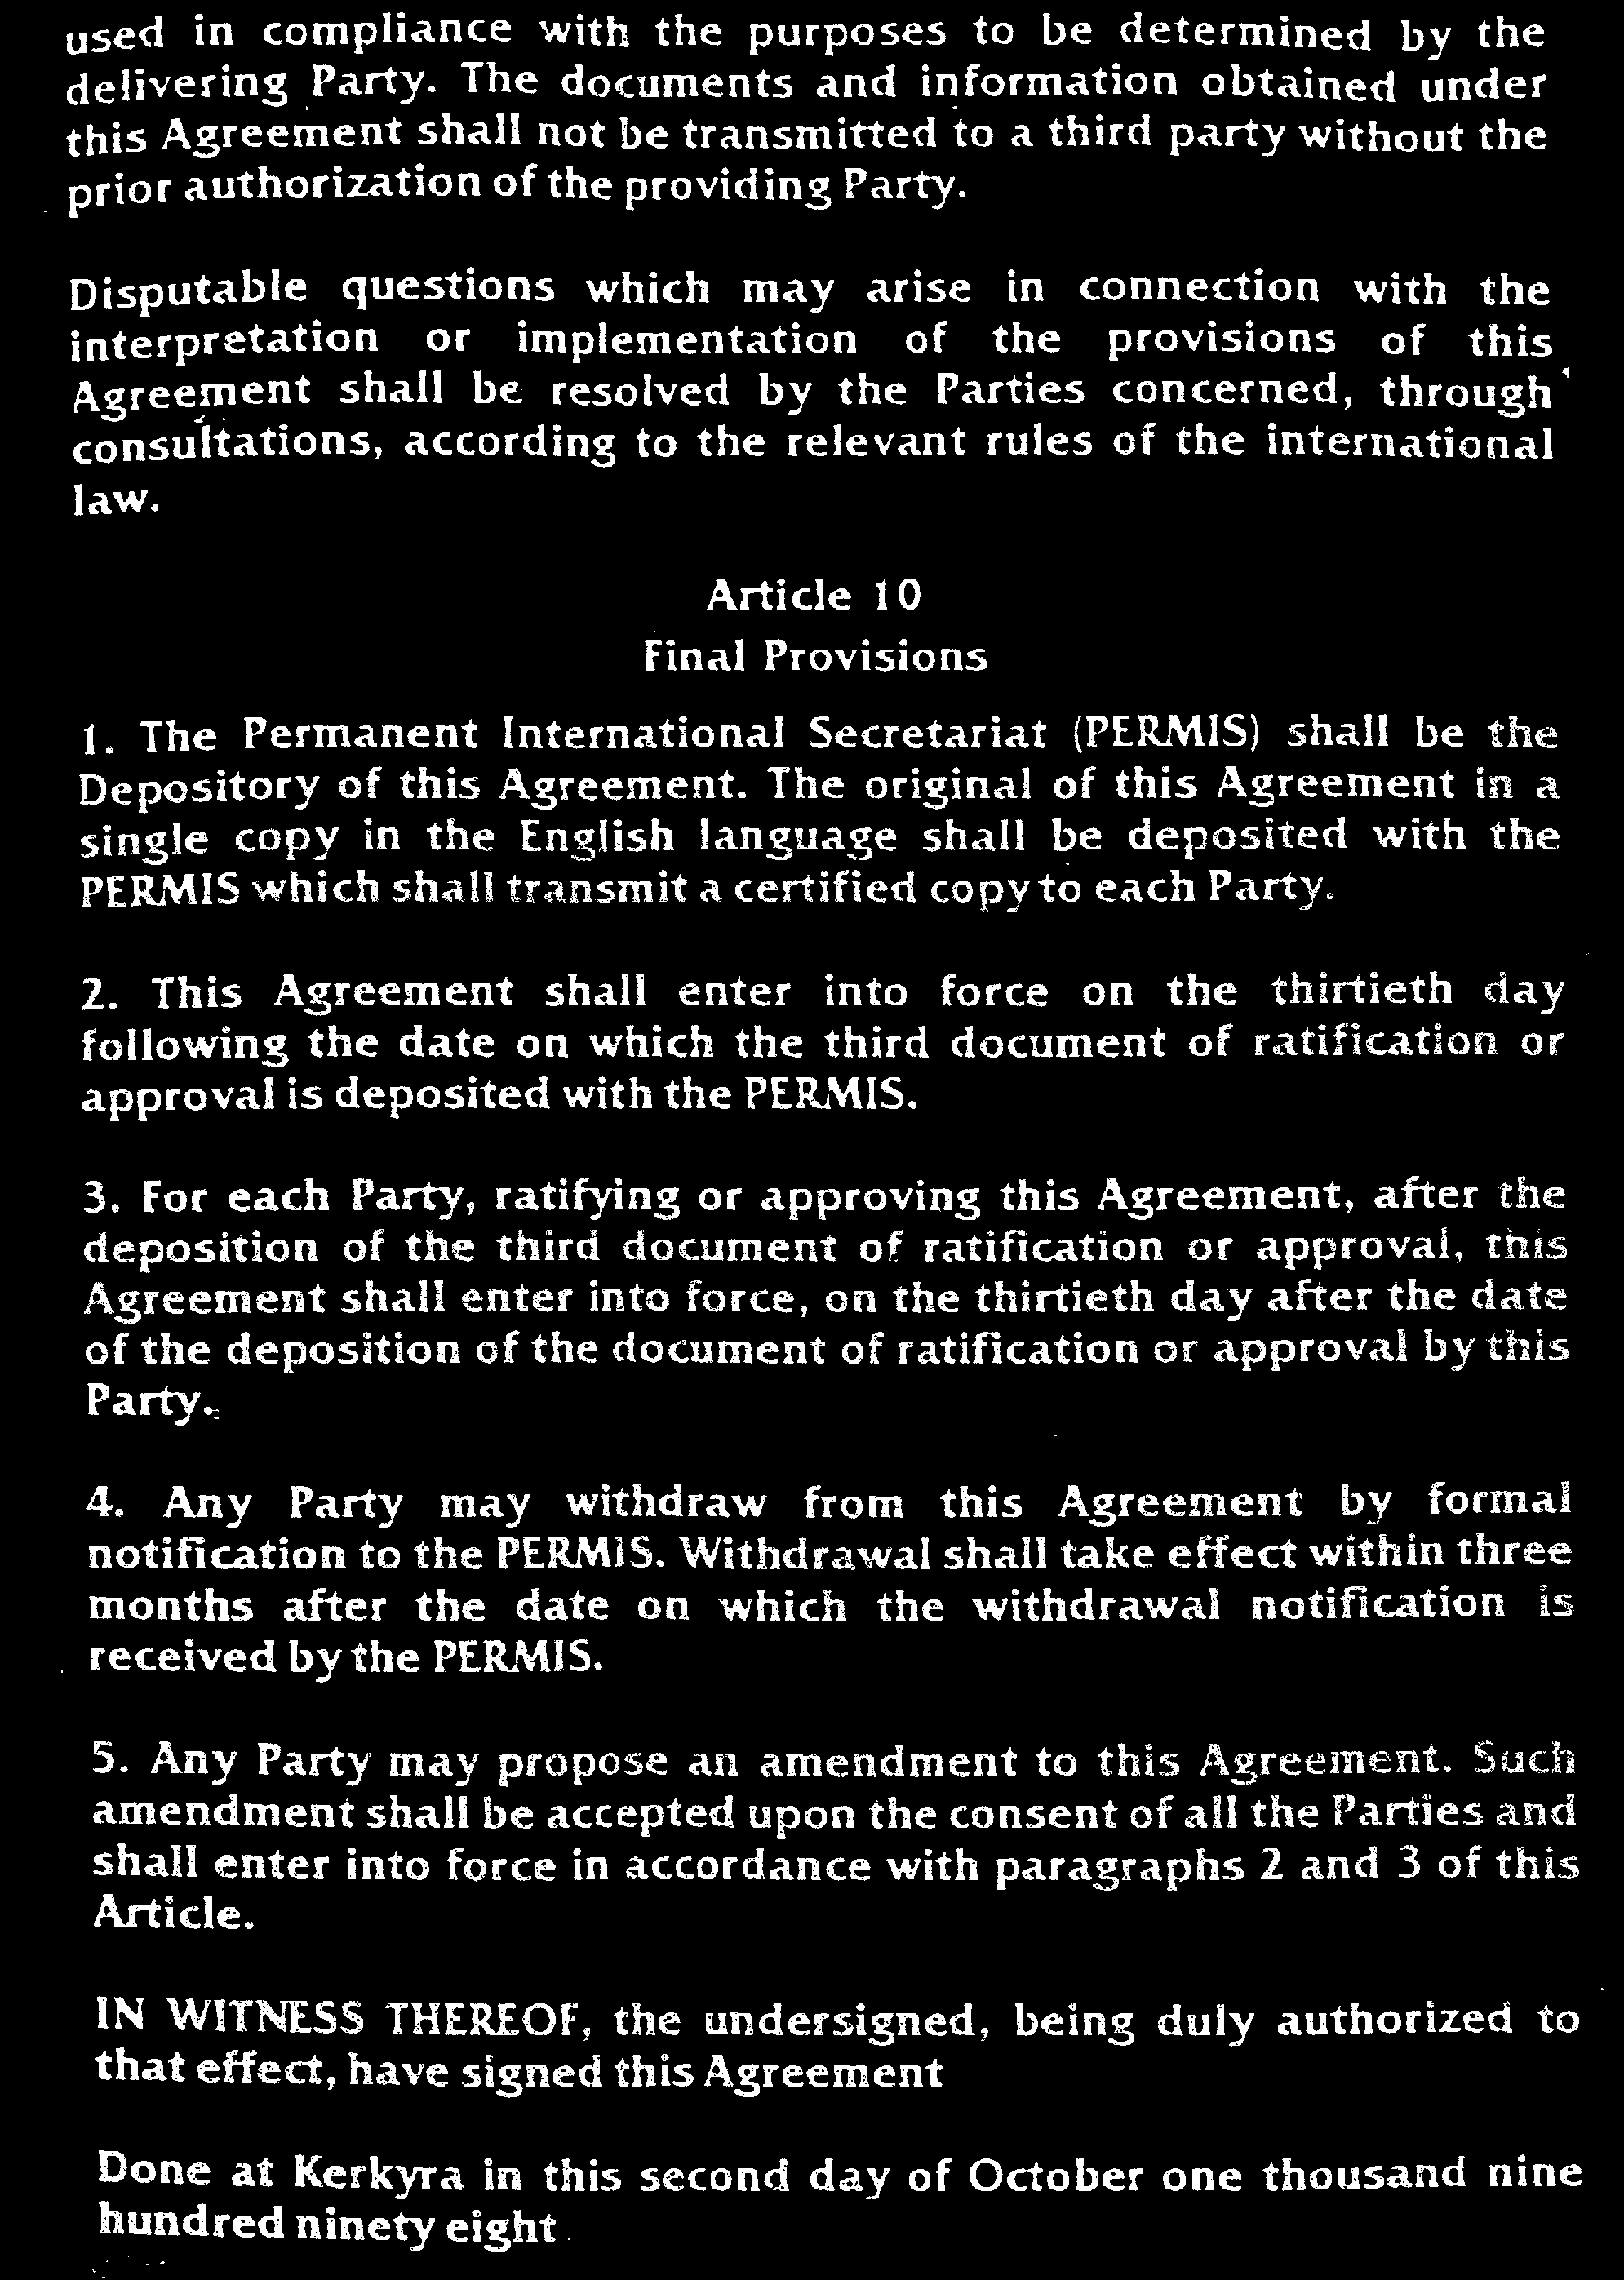 used in compliance with the purposes to be determined by the
delivering Party. The documents and information obtained under
this Agreement shall not be transmitted to a third party without the
prior authorization of the providing Party.
Disputable questions which may arise in connection with the
interpretation or implementation of the provisions of this
Agreement shall be resolved by the Parties concerned, through
consultations, according to the relevant rules of the international
law.
Article 10
Final Provisions
1. The Permanent International Secretariat (PERMIS) shall be the
Depository of this Agreement. The original of this Agreement in a
single copy in the English language shall be deposited with the
PERMIS which shall transmit a certified copy to each Party.
2. This Agreement shall enter into force on the thirtieth day
following the date on which the third document of ratification or
approval is deposited with the PERMIS.
3. For each Party, ratifying or approving this Agreement, after the
deposition of the third document of ratification or approval, this
Agreement shall enter into force, on the thirtieth day after the date
of the deposition of the document of ratification or approval by this
Party.
4. Any Party may withdraw from this Agreement by formal
notification to the PERMIS. Withdrawal shall take effect within three
months after the date on which the withdrawal notification is
received by the PERMIS.
5. Any Party may propose an amendment to this Agreement. Such
amendment shall be accepted upon the consent of all the Parties and
shall enter into force in accordance with paragraphs 2 and 3 of this
Article.
IN WITNESS THEREOF, the undersigned, being duly authorized to
that effect, have signed this Agreement
Done at Kerkyra in this second day of October one thousand nine
hundred ninety eight.